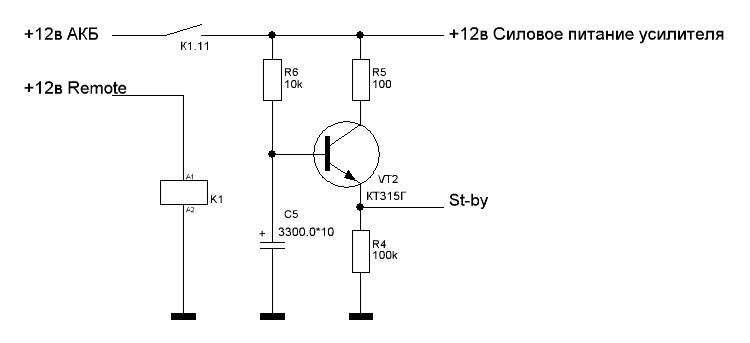 +12в АКБ
K1.11
+12в Силовое питание усилителя
R6
10k
R5
100
+12в Remote
A1
K1
A2
VT2
КТ315Г
St-by
C5
+
3300.0*10
R4
100k